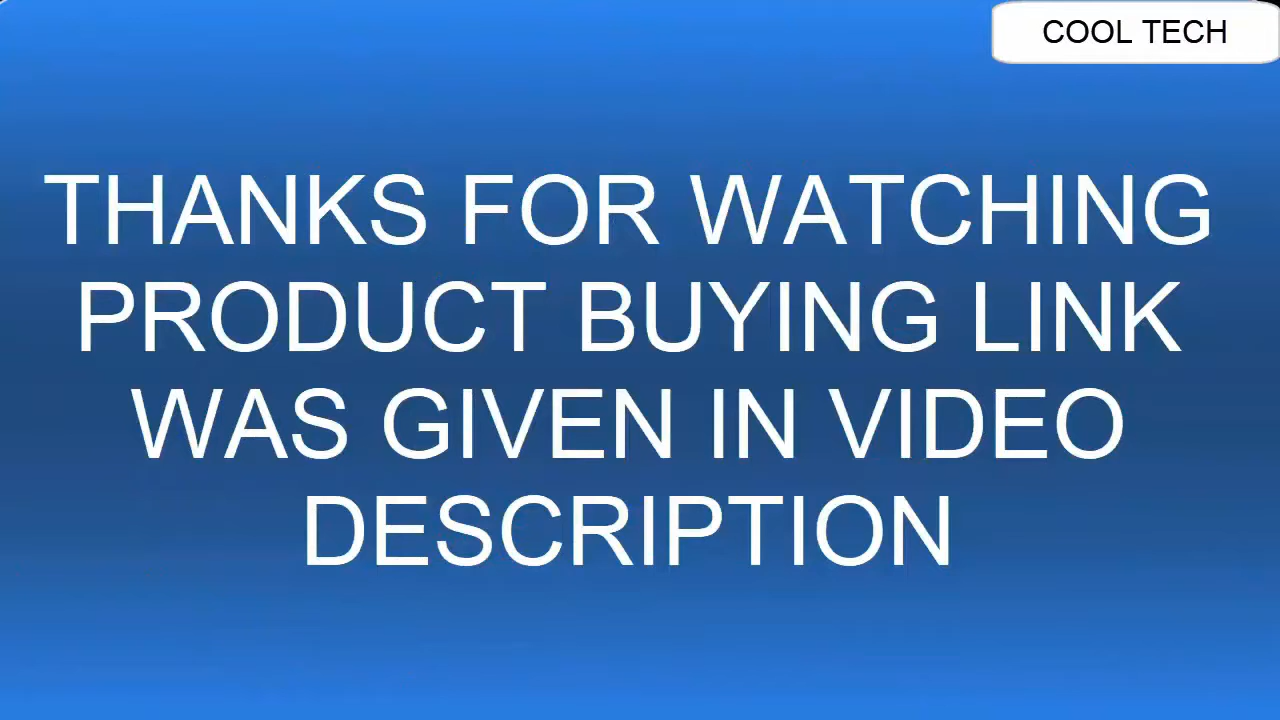 COOL TECH
THANKS FOR WATCHING
PRODUCT BUYING LINK
WAS GIVEN IN VIDEO
DESCRIPTION